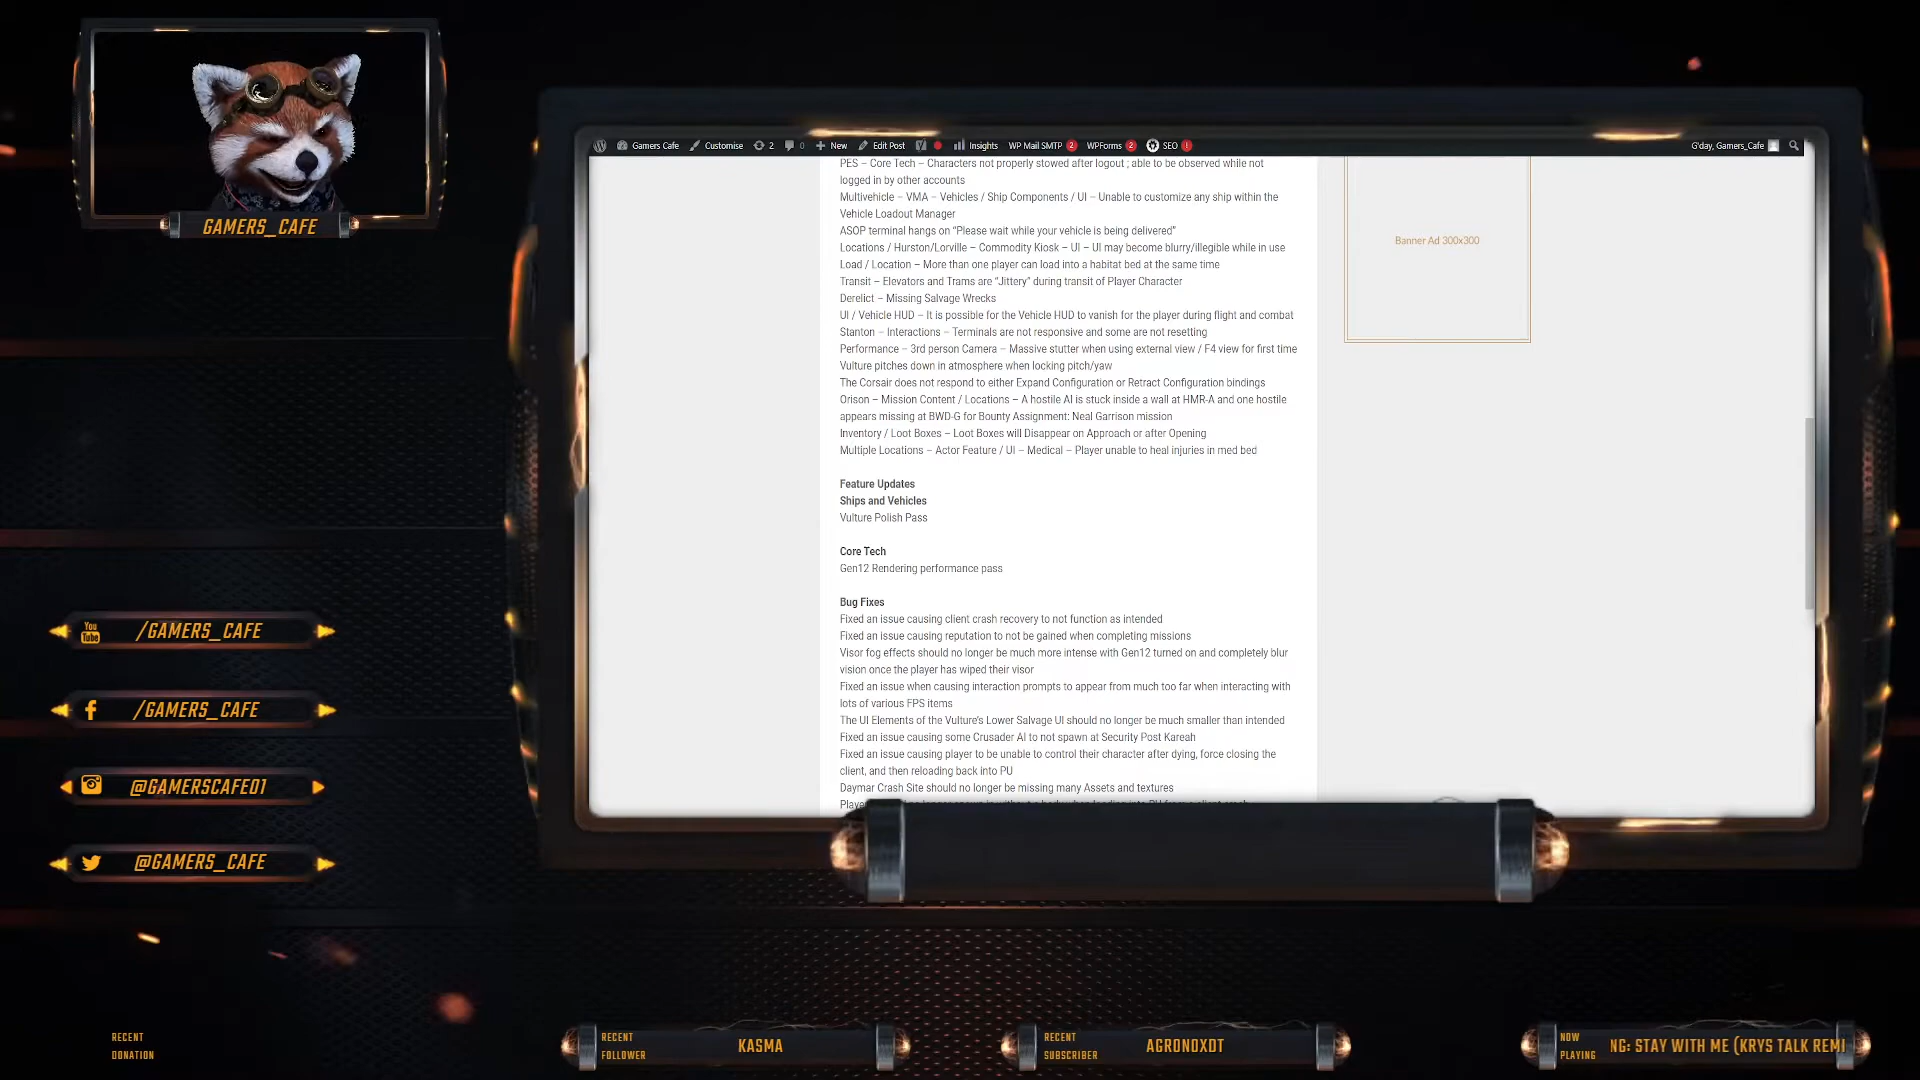 GAMERS_CAFE
Gamers Cafe Customise 2 0 New Edit Post Insights WP Mail SMTP 2 WPForms 2 SEO ! G'day, Gamers_Cafe
PES – Core Tech – Characters not properly stowed after logout ; able to be observed while not
logged in by other accounts
Multivehicle – VMA – Vehicles / Ship Components / UI – Unable to customize any ship within the
Vehicle Loadout Manager
ASOP terminal hangs on “Please wait while your vehicle is being delivered”
Locations / Hurston/Lorville – Commodity Kiosk – UI – UI may become blurry/illegible while in use
Load / Location – More than one player can load into a habitat bed at the same time
Transit – Elevators and Trams are “Jittery” during transit of Player Character
Derelict – Missing Salvage Wrecks
UI / Vehicle HUD – It is possible for the Vehicle HUD to vanish for the player during flight and combat
Stanton – Interactions – Terminals are not responsive and some are not resetting
Performance – 3rd person Camera – Massive stutter when using external view / F4 view for first time
Vulture pitches down in atmosphere when locking pitch/yaw
The Corsair does not respond to either Expand Configuration or Retract Configuration bindings
Orison – Mission Content / Locations – A hostile AI is stuck inside a wall at HMR-A and one hostile
appears missing at BWD-G for Bounty Assignment: Neal Garrison mission
Inventory / Loot Boxes – Loot Boxes will Disappear on Approach or after Opening
Multiple Locations – Actor Feature / UI – Medical – Player unable to heal injuries in med bed
Feature Updates
Ships and Vehicles
Vulture Polish Pass
Core Tech
Gen12 Rendering performance pass
Bug Fixes
Fixed an issue causing client crash recovery to not function as intended
Fixed an issue causing reputation to not be gained when completing missions
Visor fog effects should no longer be much more intense with Gen12 turned on and completely blur
vision once the player has wiped their visor
Fixed an issue when causing interaction prompts to appear from much too far when interacting with
lots of various FPS items
The UI Elements of the Vulture's Lower Salvage UI should no longer be much smaller than intended
Fixed an issue causing some Crusader AI to not spawn at Security Post Kareah
Fixed an issue causing player to be unable to control their character after dying, force closing the
client, and then reloading back into PU
Daymar Crash Site should no longer be missing many Assets and textures
Banner Ad 300x300
You Tube /GAMERS_CAFE
/GAMERS_CAFE
@GAMERSCAFE01
@GAMERS_CAFE
RECENT
DONATION
RECENT
FOLLOWER
KASMA
RECENT
SUBSCRIBER
AGRONOXDT
NOW
PLAYING
NG: STAY WITH ME (KRYS TALK REMI